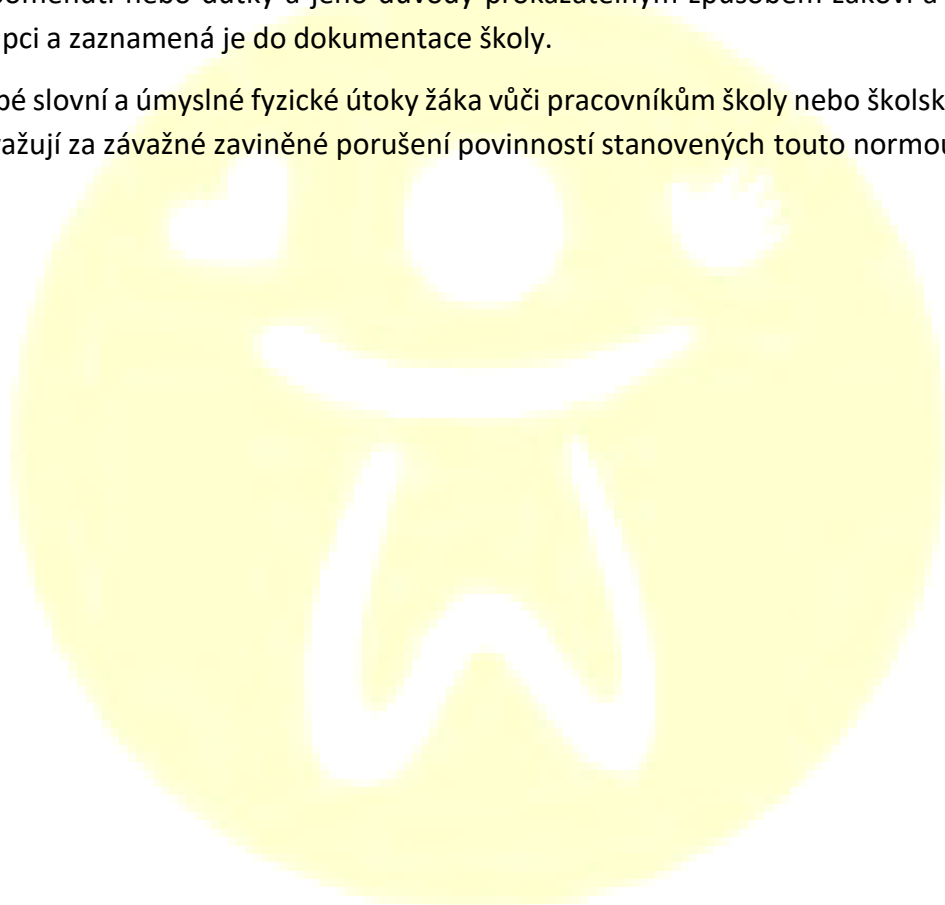 pomenutí nebo důtky a jeho důvody prokazatelným způsobem žákovi a
pci a zaznamená je do dokumentace školy.
bé slovní a úmyslné fyzické útoky žáka vůči pracovníkům školy nebo školsk
ažují za závažné zaviněné porušení povinností stanovených touto normou